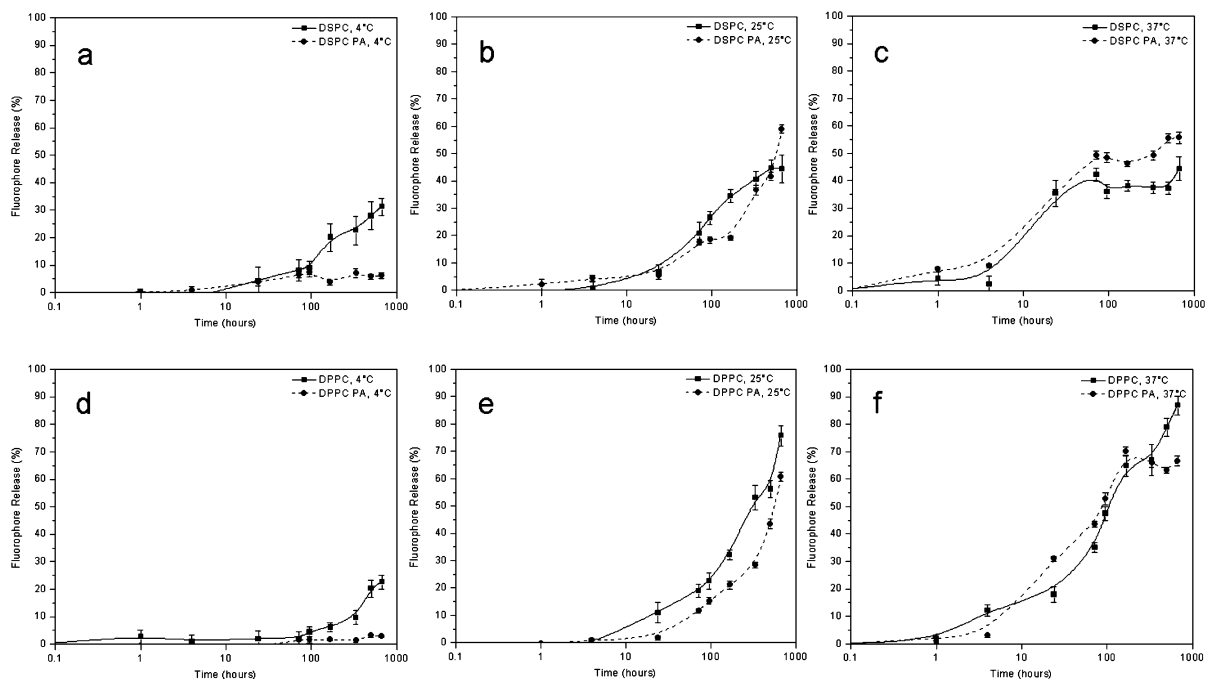 a
DSPC, 4°C
DSPC PA, 4°C
Fluorophore Release (%)
100
90
80
70
60
50
40
30
20
10
0
0.1 1 10 100 1000
Time (hours)
b
DSPC, 25°C
DSPC PA, 25°C
Fluorophore Release (%)
100
90
80
70
60
50
40
30
20
10
0
0.1 1 10 100 1000
Time (hours)
c
DSPC, 37°C
DSPC PA, 37°C
Fluorophore Release (%)
100
90
80
70
60
50
40
30
20
10
0
0.1 1 10 100 1000
Time (hours)
d
DPPC, 4°C
DPPC PA, 4°C
Fluorophore Release (%)
100
90
80
70
60
50
40
30
20
10
0
0.1 1 10 100 1000
Time (hours)
e
DPPC, 25°C
DPPC PA, 25°C
Fluorophore Release (%)
100
90
80
70
60
50
40
30
20
10
0
0.1 1 10 100 1000
Time (hours)
f
DPPC, 37°C
DPPC PA, 37°C
Fluorophore Release (%)
100
90
80
70
60
50
40
30
20
10
0
0.1 1 10 100 1000
Time (hours)